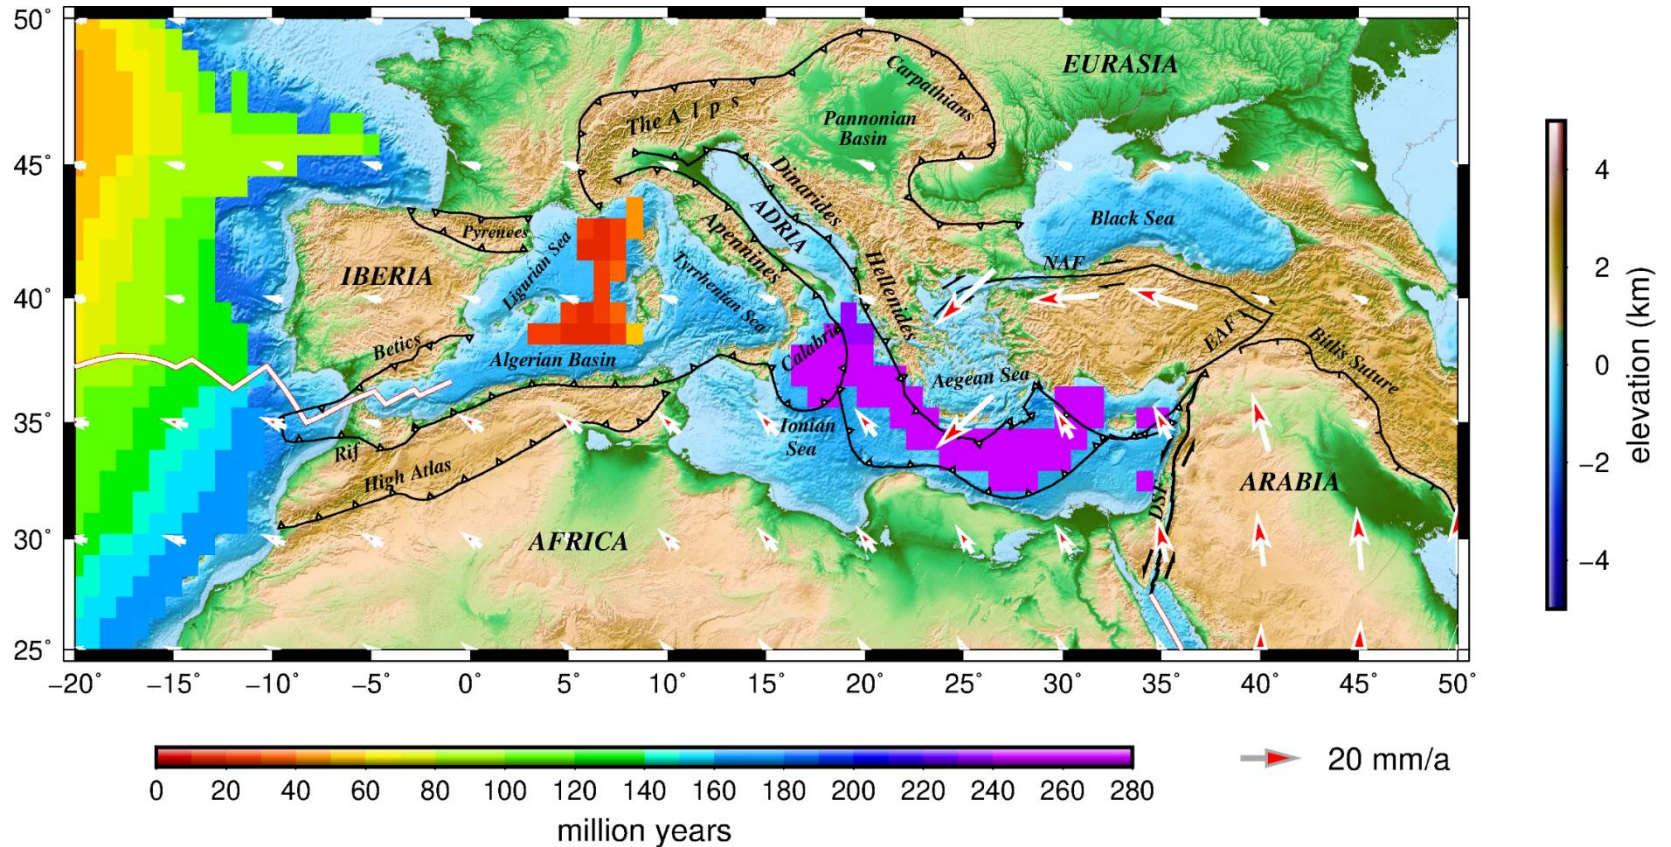 50˚
45˚
40˚
35˚
30˚
25˚
EURASIA
Carpathians
The A l p s
Pannonian
Basin
Dinarides
ADRIA
Black Sea
Pyrenees
Ligurian Sea
Apennines
IBERIA
Tyrrhenian Sea
Hellenides
NAF
Betics
Algerian Basin
Calabria
Aegean Sea
EAF
Bitlis Suture
Ionian
Sea
Rif
High Atlas
DSF
ARABIA
AFRICA
−20˚ −15˚ −10˚ −5˚ 0˚ 5˚ 10˚ 15˚ 20˚ 25˚ 30˚ 35˚ 40˚ 45˚ 50˚
4
2
0
−2
−4
elevation (km)
0 20 40 60 80 100 120 140 160 180 200 220 240 260 280
million years
20 mm/a